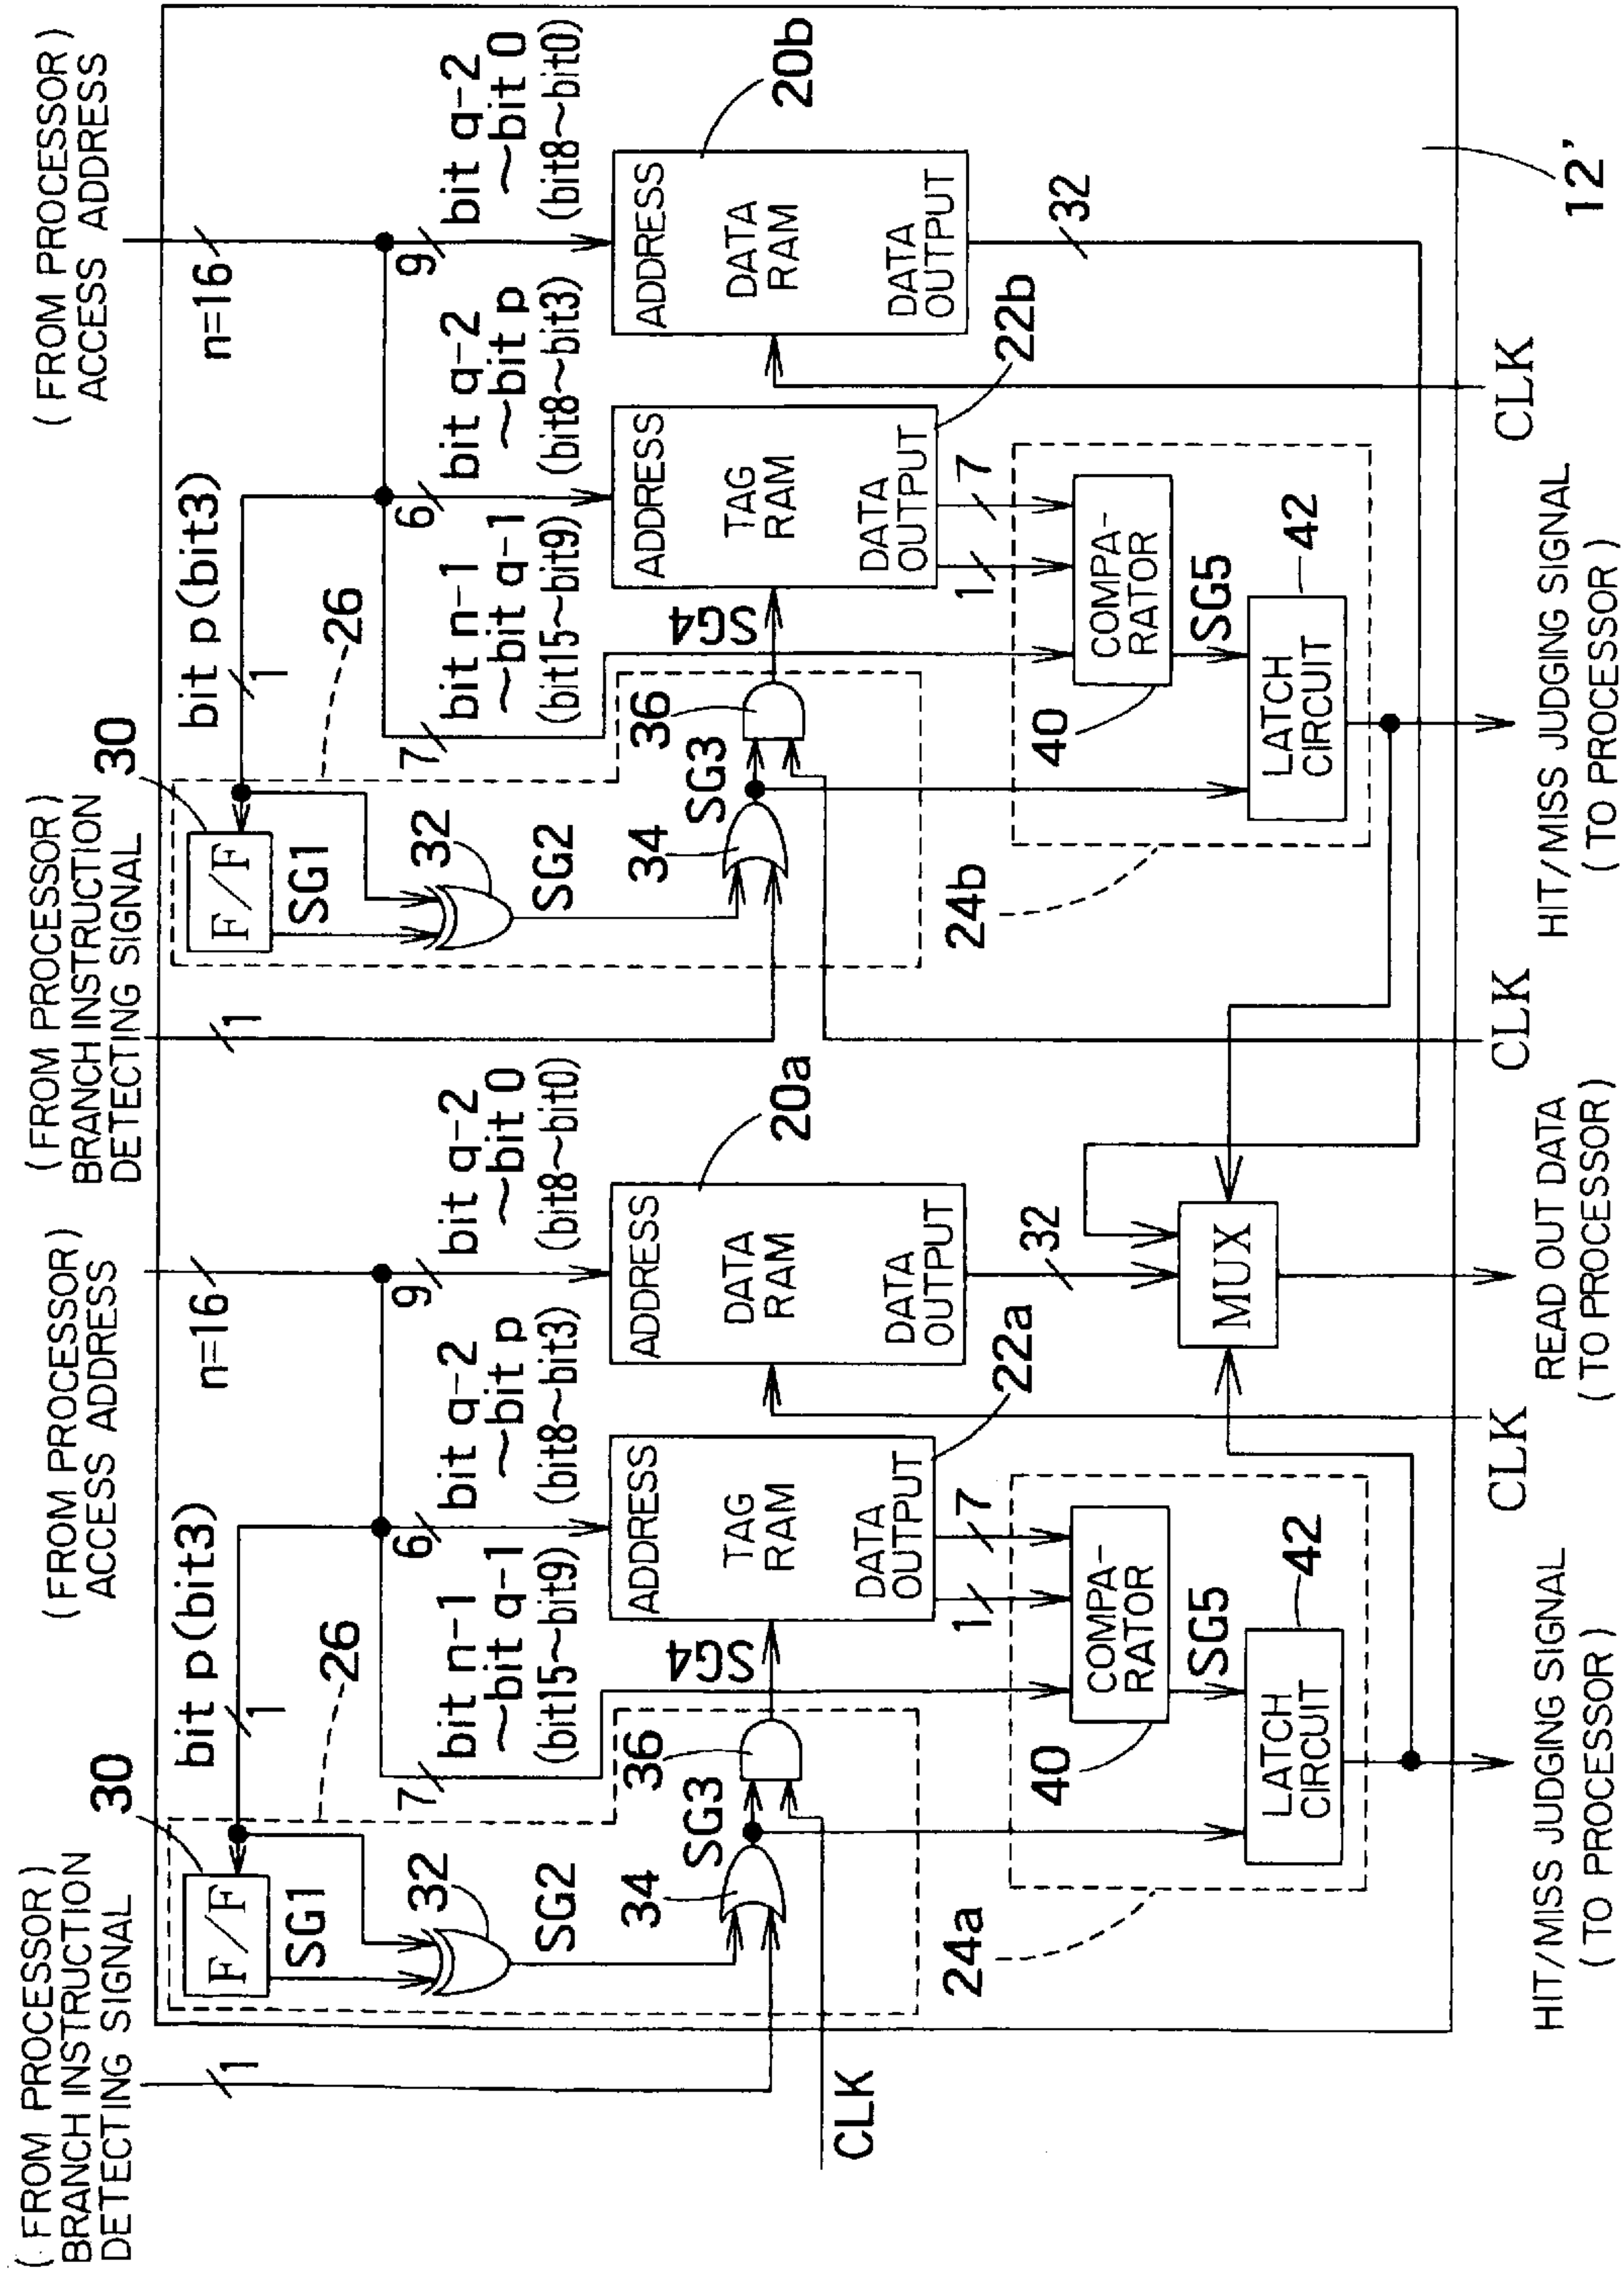 ( FROM PROCESSOR )
BRANCH INSTRUCTION
DETECTING SIGNAL
( FROM PROCESSOR )
ACCESS ADDRESS
( FROM PROCESSOR )
BRANCH INSTRUCTION
DETECTING SIGNAL
( FROM PROCESSOR )
ACCESS ADDRESS
1
30
bit p(bit3)
1
n=16
F/F
SG1
26
7
6
9
bit n-1
~bit q-1
(bit15~bit9)
bit q-2
~bit p
(bit8~bit3)
bit q-2
~bit 0
(bit8~bit0)
32
SG2
34
SG3
36
SG4
CLK
ADDRESS
TAG
RAM
DATA
OUTPUT
22a
ADDRESS
DATA
RAM
DATA
OUTPUT
20a
1
7
32
24a
40
COMPA-
RATOR
SG5
LATCH
CIRCUIT
42
MUX
1
30
bit p(bit3)
1
n=16
F/F
SG1
26
7
6
9
bit n-1
~bit q-1
(bit15~bit9)
bit q-2
~bit p
(bit8~bit3)
bit q-2
~bit 0
(bit8~bit0)
32
SG2
34
SG3
36
SG4
ADDRESS
TAG
RAM
DATA
OUTPUT
22b
ADDRESS
DATA
RAM
DATA
OUTPUT
20b
1
7
32
24b
40
COMPA-
RATOR
SG5
LATCH
CIRCUIT
42
12'
CLK
CLK
CLK
HIT/MISS JUDGING SIGNAL
( TO PROCESSOR )
READ OUT DATA
( TO PROCESSOR )
HIT/MISS JUDGING SIGNAL
( TO PROCESSOR )